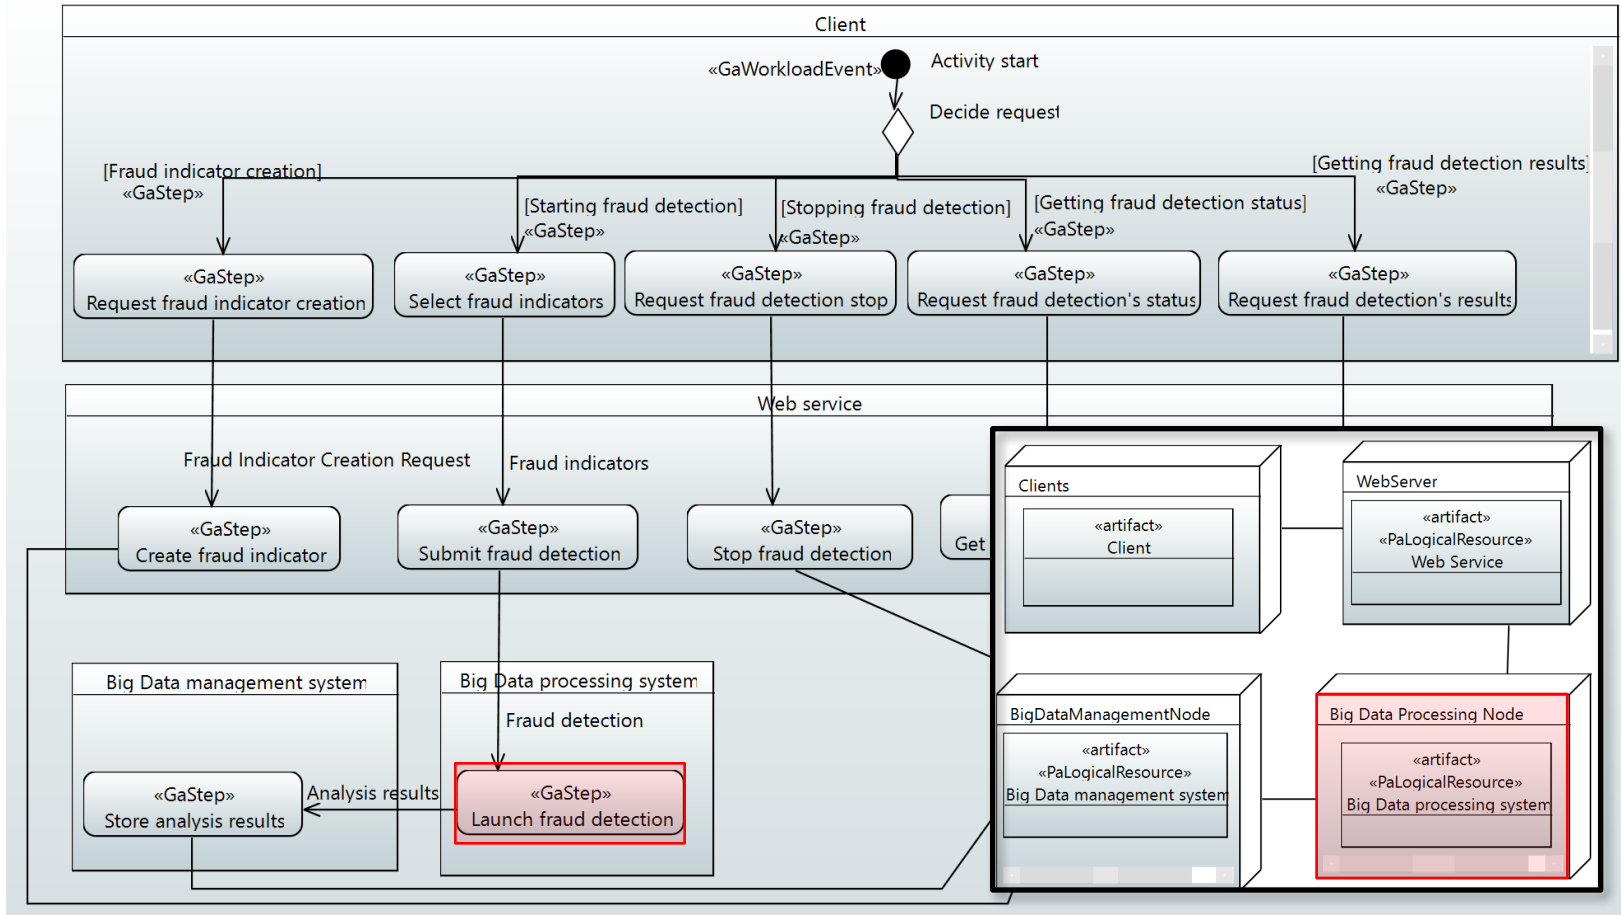 Client
«GaWorkloadEvent»
Activity start
Decide request
[Fraud indicator creation]
«GaStep»
[Starting fraud detection]
«GaStep»
[Stopping fraud detection]
«GaStep»
[Getting fraud detection status]
«GaStep»
[Getting fraud detection results]
«GaStep»
«GaStep»
Request fraud indicator creation
«GaStep»
Select fraud indicators
«GaStep»
Request fraud detection stop
«GaStep»
Request fraud detection's status
«GaStep»
Request fraud detection's results
Web service
Fraud Indicator Creation Request
Fraud indicators
«GaStep»
Create fraud indicator
«GaStep»
Submit fraud detection
«GaStep»
Stop fraud detection
Get
Big Data management system
Big Data processing system
Fraud detection
«GaStep»
Store analysis results
Analysis results
«GaStep»
Launch fraud detection
Clients
«artifact»
Client
WebServer
«artifact»
«PaLogicalResource»
Web Service
BigDataManagementNode
«artifact»
«PaLogicalResource»
Big Data management system
Big Data Processing Node
«artifact»
«PaLogicalResource»
Big Data processing system